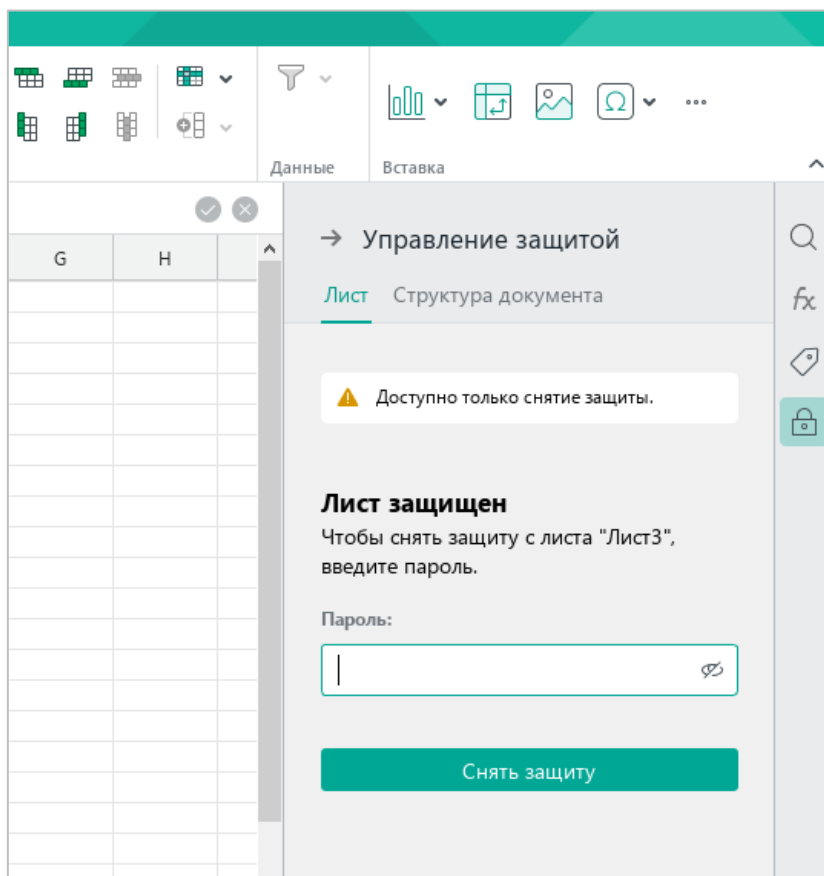 Данные
Вставка
G
H
Управление защитой
Лист
Структура документа
Доступно только снятие защиты.
Лист защищен
Чтобы снять защиту с листа "Лист3",
введите пароль.
Пароль:
Снять защиту